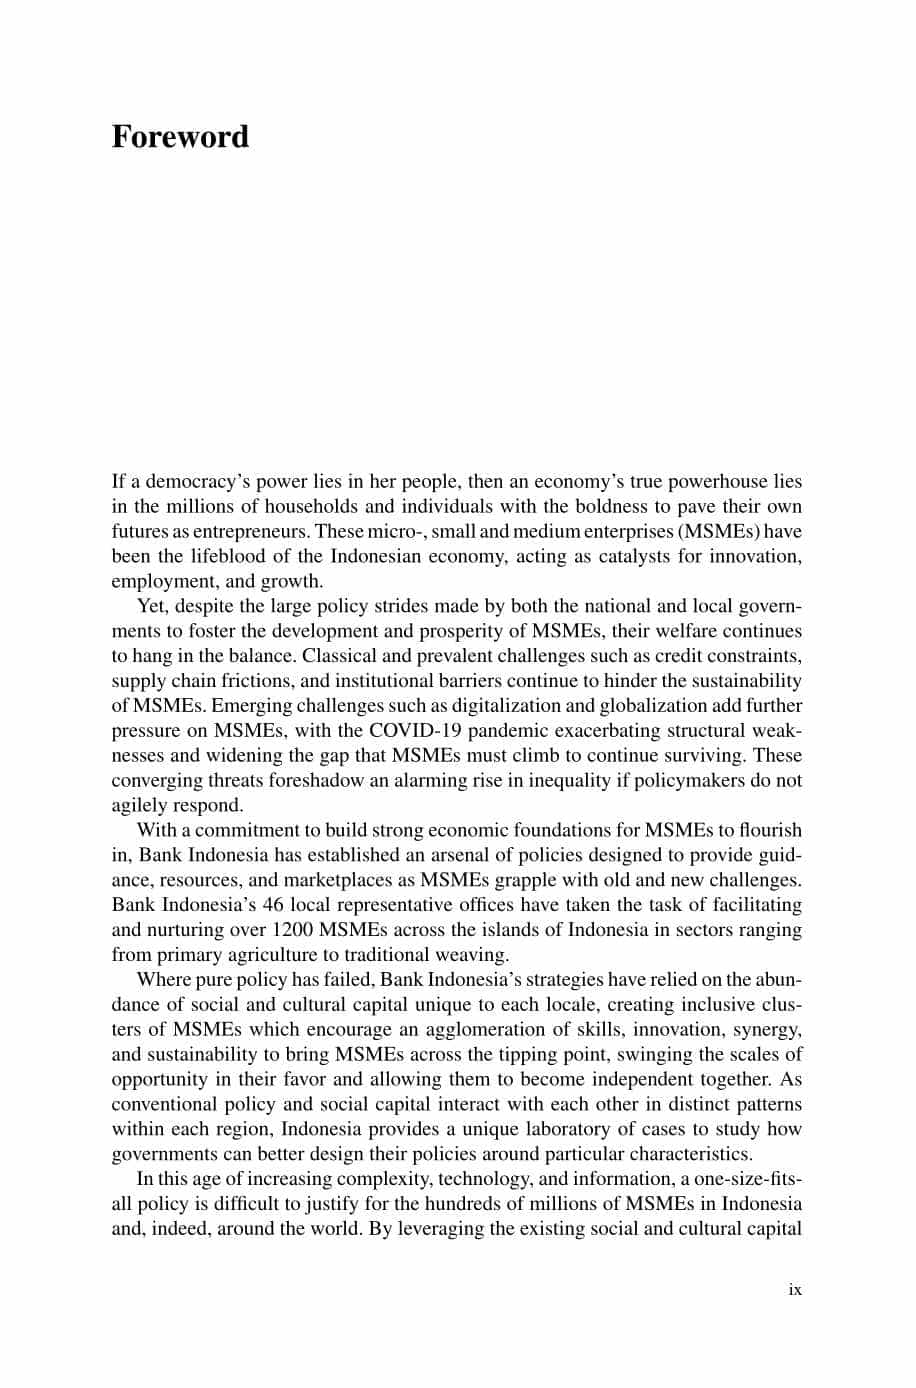 Foreword
If a democracy’s power lies in her people, then an economy’s true powerhouse lies
in the millions of households and individuals with the boldness to pave their own
futures as entrepreneurs. These micro-, small and medium enterprises (MSMEs) have
been the lifeblood of the Indonesian economy, acting as catalysts for innovation,
employment, and growth.
Yet, despite the large policy strides made by both the national and local govern-
ments to foster the development and prosperity of MSMEs, their welfare continues
to hang in the balance. Classical and prevalent challenges such as credit constraints,
supply chain frictions, and institutional barriers continue to hinder the sustainability
of MSMEs. Emerging challenges such as digitalization and globalization add further
pressure on MSMEs, with the COVID-19 pandemic exacerbating structural weak-
nesses and widening the gap that MSMEs must climb to continue surviving. These
converging threats foreshadow an alarming rise in inequality if policymakers do not
agilely respond.
With a commitment to build strong economic foundations for MSMEs to flourish
in, Bank Indonesia has established an arsenal of policies designed to provide guid-
ance, resources, and marketplaces as MSMEs grapple with old and new challenges.
Bank Indonesia’s 46 local representative offices have taken the task of facilitating
and nurturing over 1200 MSMEs across the islands of Indonesia in sectors ranging
from primary agriculture to traditional weaving.
Where pure policy has failed, Bank Indonesia’s strategies have relied on the abun-
dance of social and cultural capital unique to each locale, creating inclusive clus-
ters of MSMEs which encourage an agglomeration of skills, innovation, synergy,
and sustainability to bring MSMEs across the tipping point, swinging the scales of
opportunity in their favor and allowing them to become independent together. As
conventional policy and social capital interact with each other in distinct patterns
within each region, Indonesia provides a unique laboratory of cases to study how
governments can better design their policies around particular characteristics.
In this age of increasing complexity, technology, and information, a one-size-fits-
all policy is difficult to justify for the hundreds of millions of MSMEs in Indonesia
and, indeed, around the world. By leveraging the existing social and cultural capital
ix